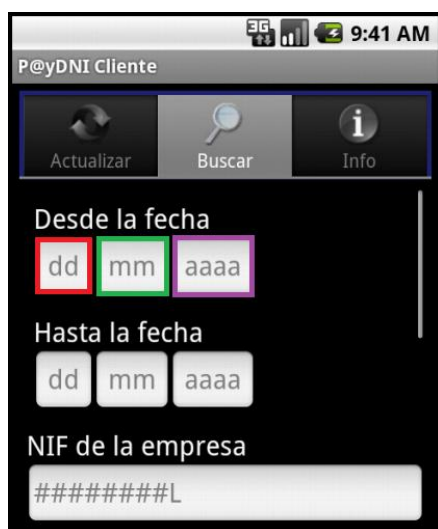 3G 9:41 AM
P@yDNI Cliente
Actualizar Buscar Info
Desde la fecha
dd mm aaaa
Hasta la fecha
dd mm aaaa
NIF de la empresa
########L